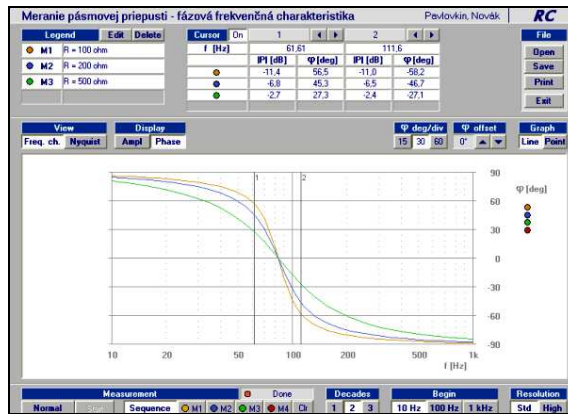 Meranie pásmovej priepusti - fázová frekvenčná charakteristika Pavlovkin, Novák RC
Legend Edit Delete
M1 R = 100 ohm
M2 R = 200 ohm
M3 R = 500 ohm
Cursor On 1 2
f [Hz] 61,61 111,6
|P| [dB] φ [deg] |P| [dB] φ [deg]
-11,4 56,5 -11,0 -58,2
-6,8 45,3 -6,5 -46,7
-2,7 27,3 -2,4 -27,1
File
Open
Save
Print
Exit
View Display φ deg/div φ offset Graph
Freq. ch. Nyquist Ampl Phase 15 30 60 0° Line Point
1 2
90
φ [deg]
60
30
0
-30
-60
-90
10 20 50 100 200 500 1k
f [Hz]
Measurement Done Decades Begin Resolution
Normal Sequence M1 M2 M3 M4 Clr 1 2 3 10 Hz 100 Hz 1 kHz Std High